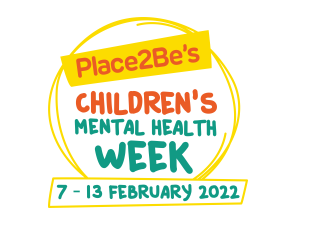 Place2Be's
CHILDREN'S
MENTAL HEALTH
WEEK
7 - 13 FEBRUARY 2022